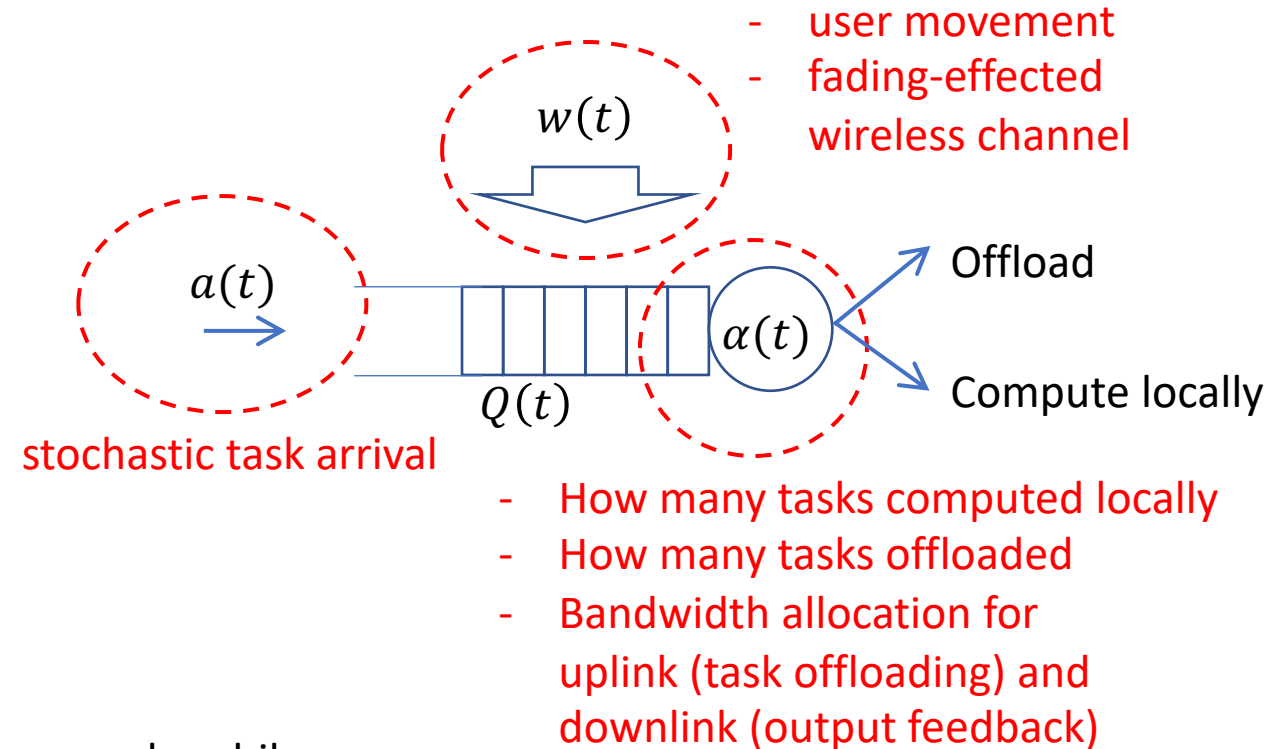 - user movement
- fading-effected
wireless channel
w(t)
a(t)
Offload
α(t)
Compute locally
Q(t)
stochastic task arrival
- How many tasks computed locally
- How many tasks offloaded
- Bandwidth allocation for
uplink (task offloading) and
downlink (output feedback)